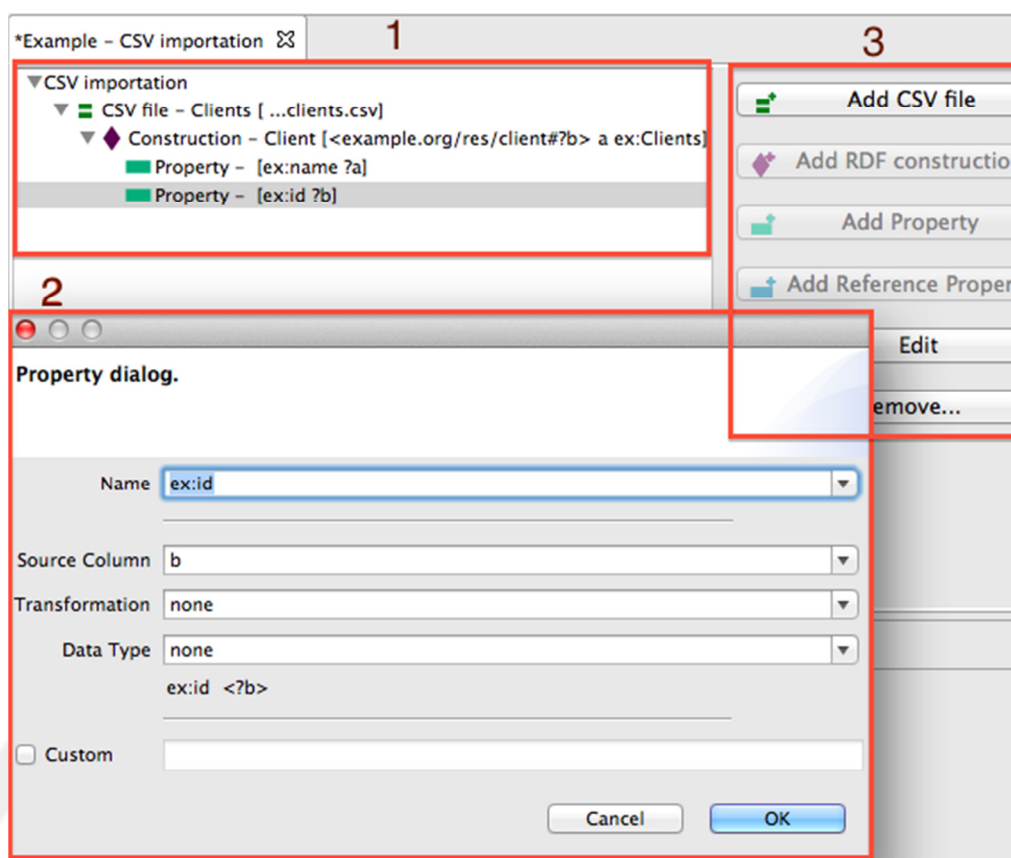 *Example – CSV importation
1
3
CSV importation
CSV file – Clients [ ...clients.csv]
Construction – Client [<example.org/res/client#?b> a ex:Clients]
Property – [ex:name ?a]
Property – [ex:id ?b]
Add CSV file
Add RDF constructio
Add Property
Add Reference Proper
Edit
emove...
2
Property dialog.
Name ex:id
Source Column b
Transformation none
Data Type none
ex:id <?b>
Custom
Cancel OK